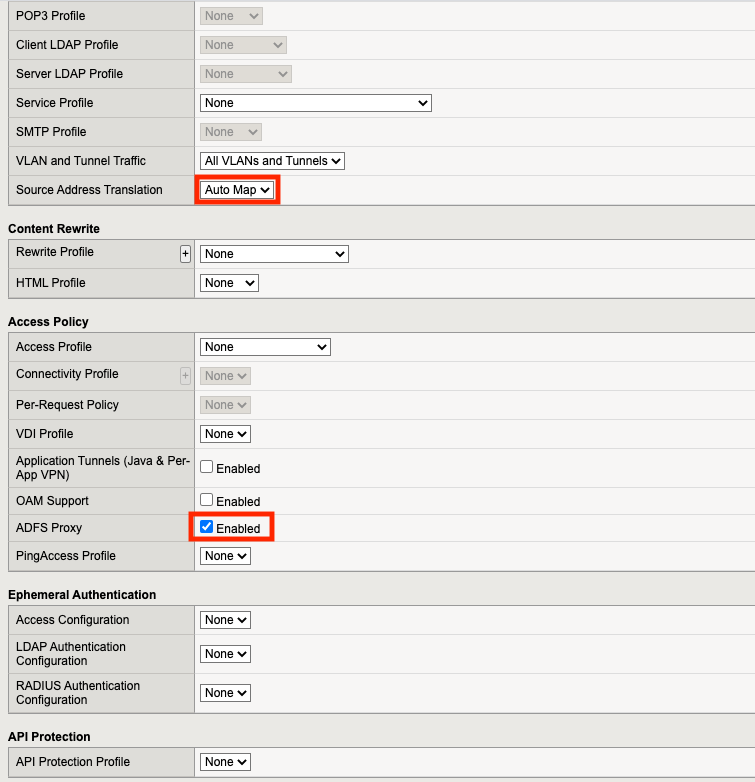 POP3 Profile None
Client LDAP Profile None
Server LDAP Profile None
Service Profile None
SMTP Profile None
VLAN and Tunnel Traffic All VLANs and Tunnels
Source Address Translation Auto Map
Content Rewrite
Rewrite Profile + None
HTML Profile None
Access Policy
Access Profile None
Connectivity Profile + None
Per-Request Policy None
VDI Profile None
Application Tunnels (Java & Per-
App VPN) Enabled
OAM Support Enabled
ADFS Proxy Enabled
PingAccess Profile None
Ephemeral Authentication
Access Configuration None
LDAP Authentication
Configuration None
RADIUS Authentication
Configuration None
API Protection
API Protection Profile None